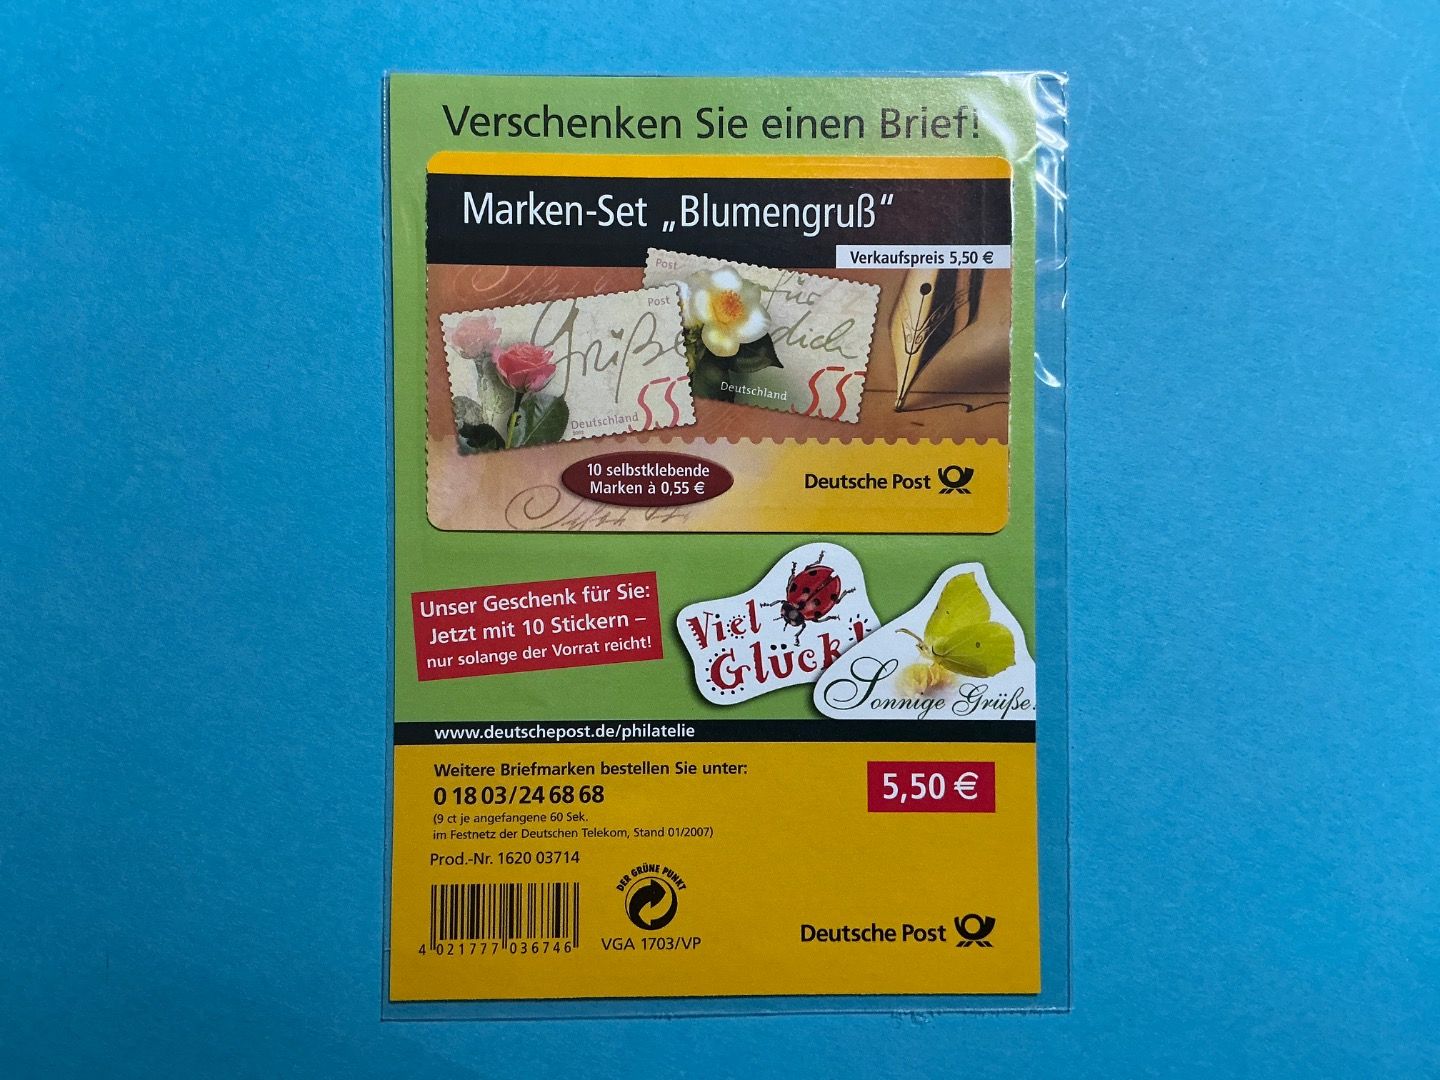 Verschenken Sie einen Brief!
Marken-Set „Blumengruß“
Verkaufspreis 5,50 €
Post
für
dich
Deutschland
55
Post
Grüße
Deutschland
55
10 selbstklebende
Marken à 0,55 €
Deutsche Post
Unser Geschenk für Sie:
Jetzt mit 10 Stickern –
nur solange der Vorrat reicht!
Viel
Glück!
Sonnige Grüße.
www.deutschepost.de/philatelie
Weitere Briefmarken bestellen Sie unter:
0 18 03/24 68 68
(9 ct je angefangene 60 Sek.
im Festnetz der Deutschen Telekom, Stand 01/2007)
5,50 €
Prod.-Nr. 1620 03714
4 021777 036746
DER GRÜNE PUNKT
VGA 1703/VP
Deutsche Post